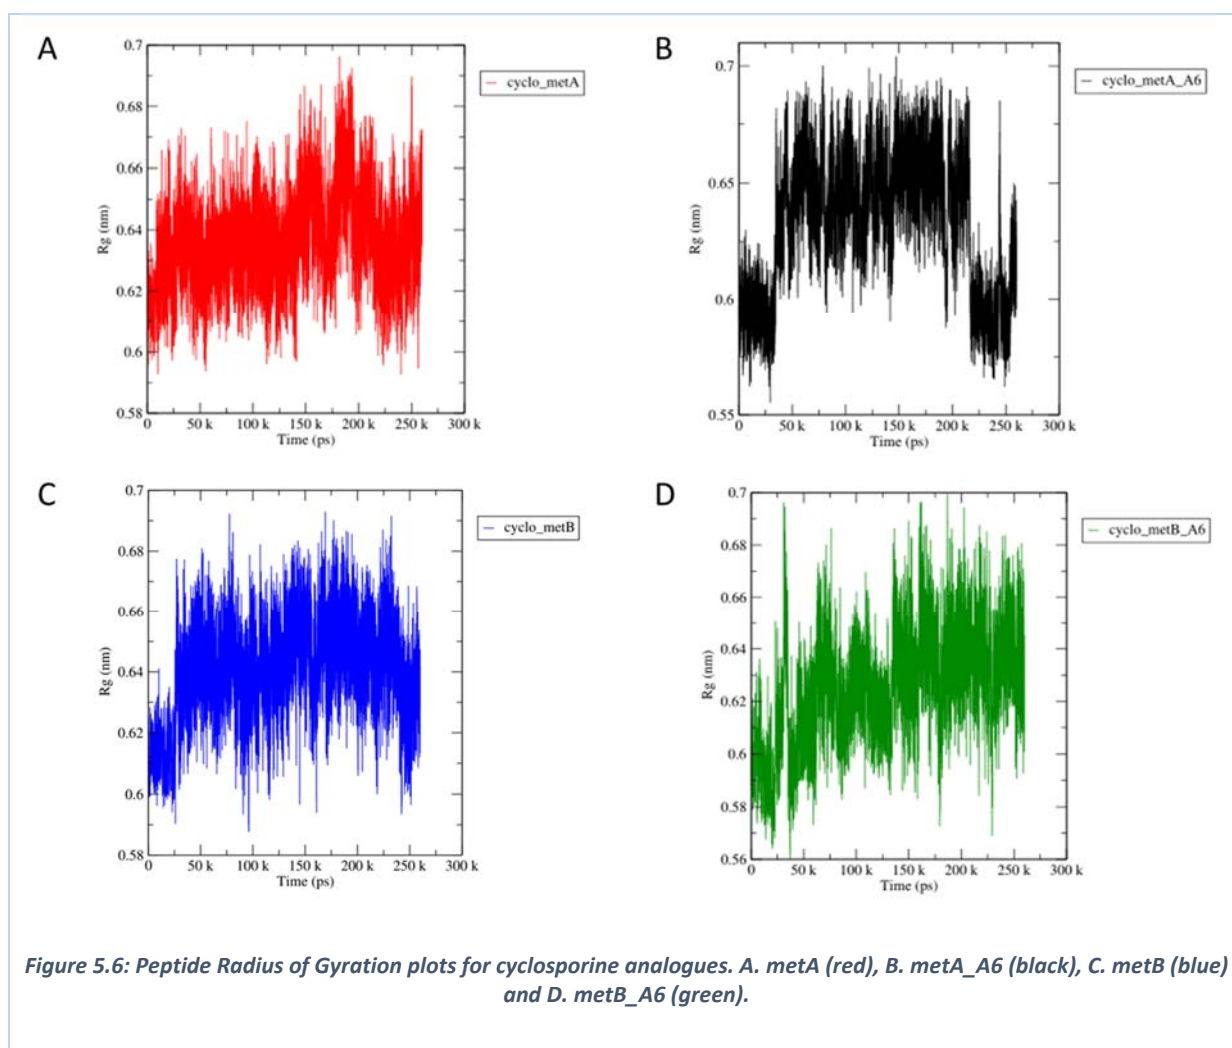 A
0.7
0.68
0.66
0.64
0.62
0.6
0.58
Rg (nm)
0 50 k 100 k 150 k 200 k 250 k 300 k
Time (ps)
cyclo_metA
B
0.7
0.65
0.6
0.55
Rg (nm)
0 50 k 100 k 150 k 200 k 250 k 300 k
Time (ps)
cyclo_metA_A6
C
0.7
0.68
0.66
0.64
0.62
0.6
0.58
Rg (nm)
0 50 k 100 k 150 k 200 k 250 k 300 k
Time (ps)
cyclo_metB
D
0.7
0.68
0.66
0.64
0.62
0.6
0.58
0.56
Rg (nm)
0 50 k 100 k 150 k 200 k 250 k 300 k
Time (ps)
cyclo_metB_A6
Figure 5.6: Peptide Radius of Gyration plots for cyclosporine analogues. A. metA (red), B. metA_A6 (black), C. metB (blue)
and D. metB_A6 (green).